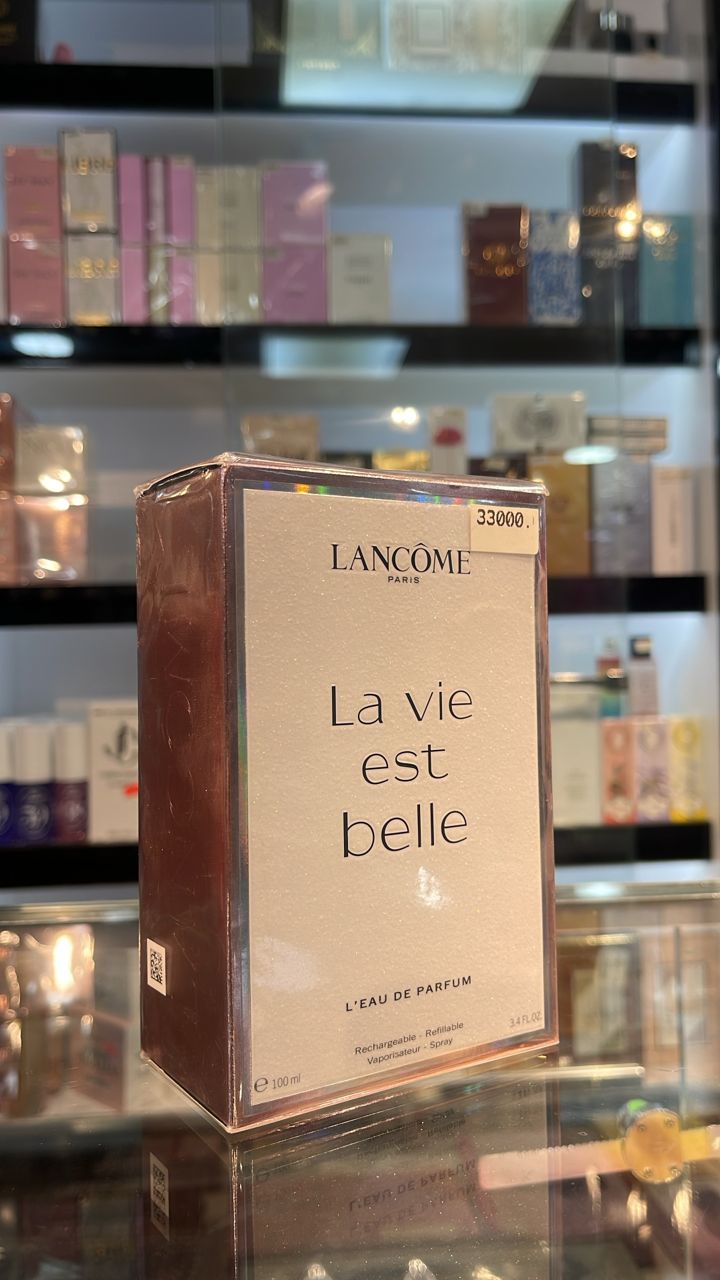 33000.
LANCÔME
PARIS
La vie
est
belle
L'EAU DE PARFUM
Rechargeable - Refillable
Vaporisateur - Spray
e 100 ml
3.4 FL.OZ.